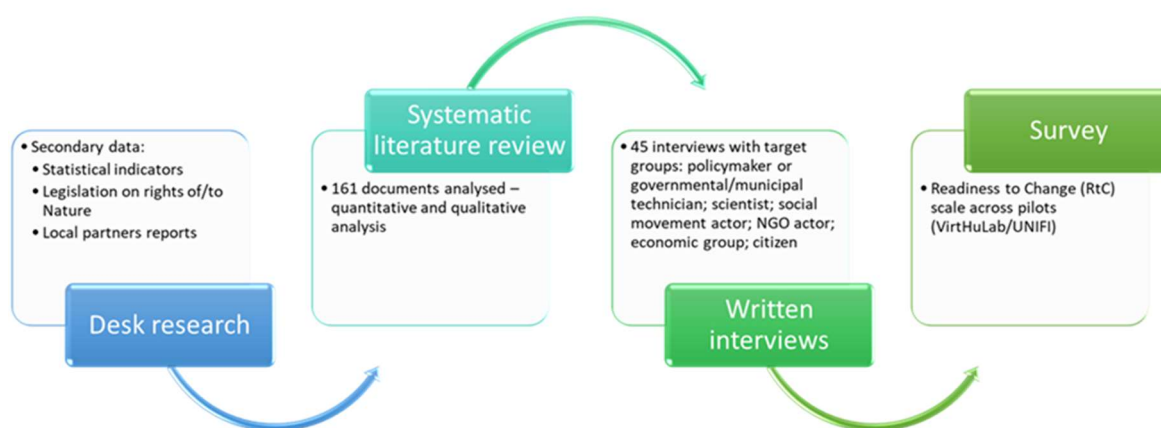 • Secondary data:
• Statistical indicators
• Legislation on rights of/to
Nature
• Local partners reports
Desk research
Systematic
literature review
• 161 documents analysed –
quantitative and qualitative
analysis
• 45 interviews with target
groups: policymaker or
governmental/municipal
technician; scientist; social
movement actor; NGO actor;
economic group; citizen
Written
interviews
Survey
• Readiness to Change (RtC)
scale across pilots
(VirtHuLab/UNIFI)